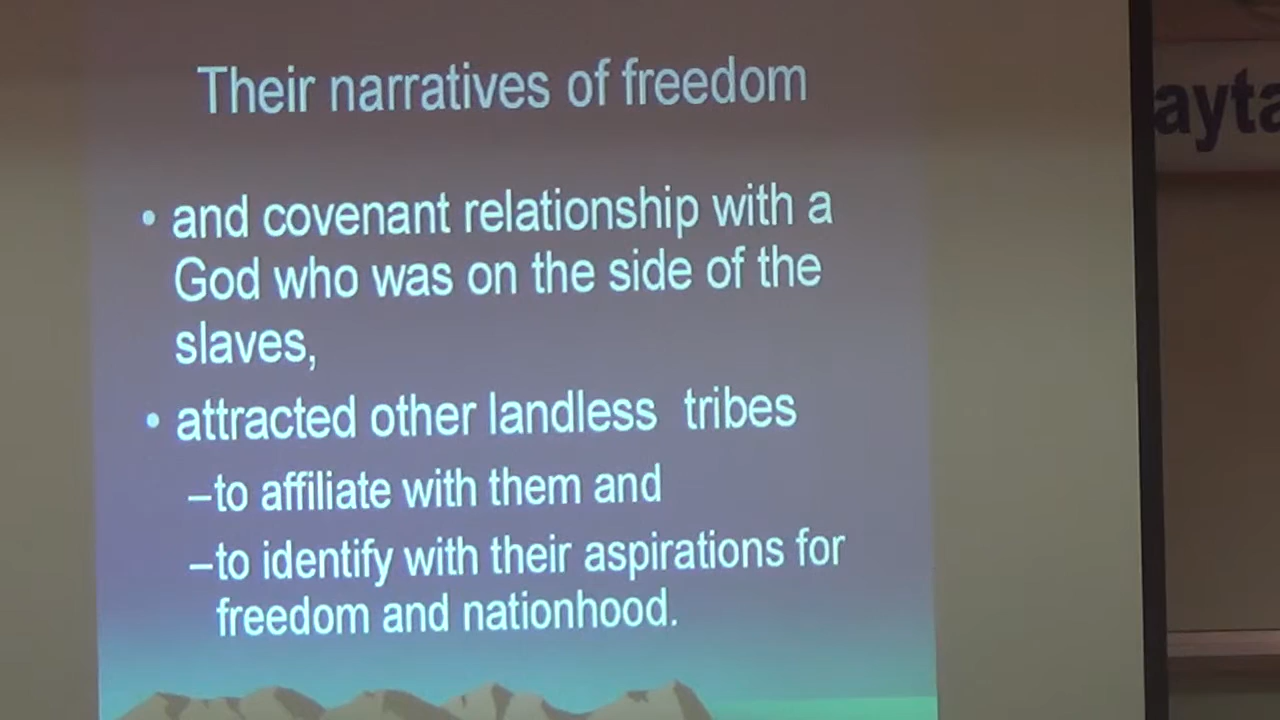 Their narratives of freedom
• and covenant relationship with a
God who was on the side of the
slaves,
• attracted other landless tribes
–to affiliate with them and
–to identify with their aspirations for
freedom and nationhood.